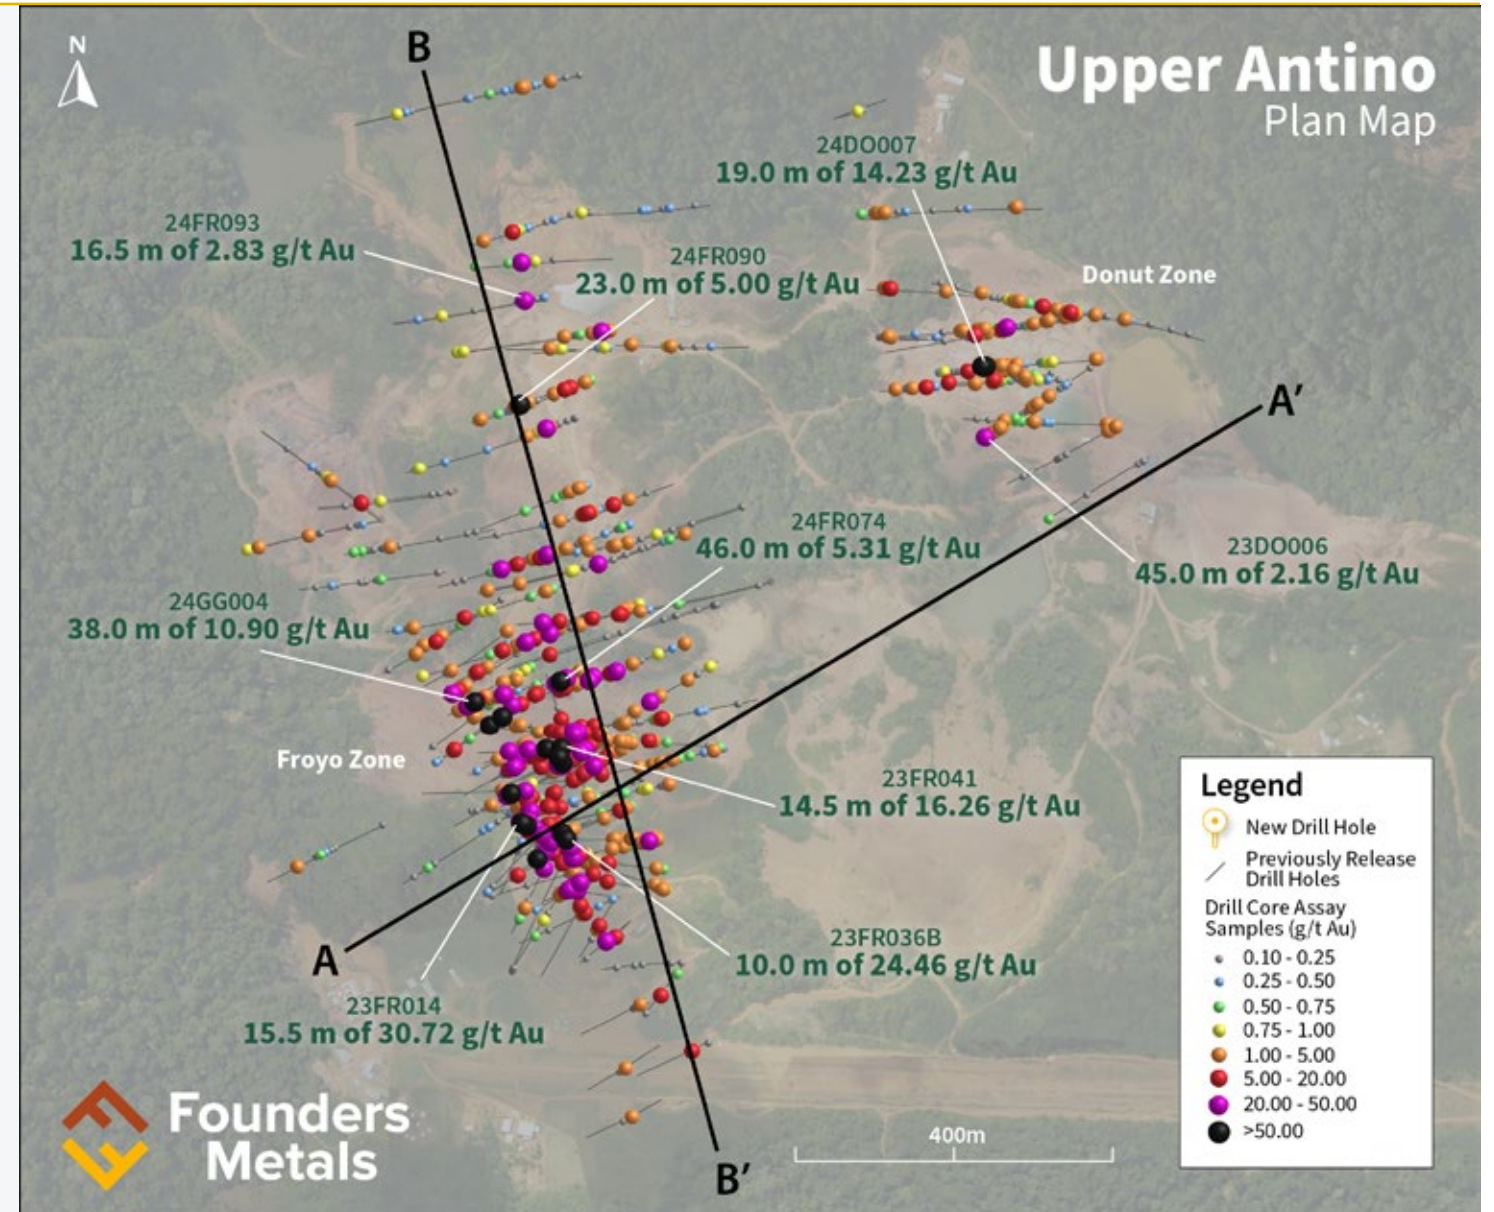 N
B
Upper Antino
Plan Map
24DO007
19.0 m of 14.23 g/t Au
24FR093
16.5 m of 2.83 g/t Au
24FR090
23.0 m of 5.00 g/t Au
Donut Zone
A′
24FR074
46.0 m of 5.31 g/t Au
23DO006
45.0 m of 2.16 g/t Au
24GG004
38.0 m of 10.90 g/t Au
Froyo Zone
23FR041
14.5 m of 16.26 g/t Au
A
23FR036B
10.0 m of 24.46 g/t Au
23FR014
15.5 m of 30.72 g/t Au
Legend
New Drill Hole
Previously Release
Drill Holes
Drill Core Assay
Samples (g/t Au)
0.10 - 0.25
0.25 - 0.50
0.50 - 0.75
0.75 - 1.00
1.00 - 5.00
5.00 - 20.00
20.00 - 50.00
>50.00
Founders
Metals
400m
B′